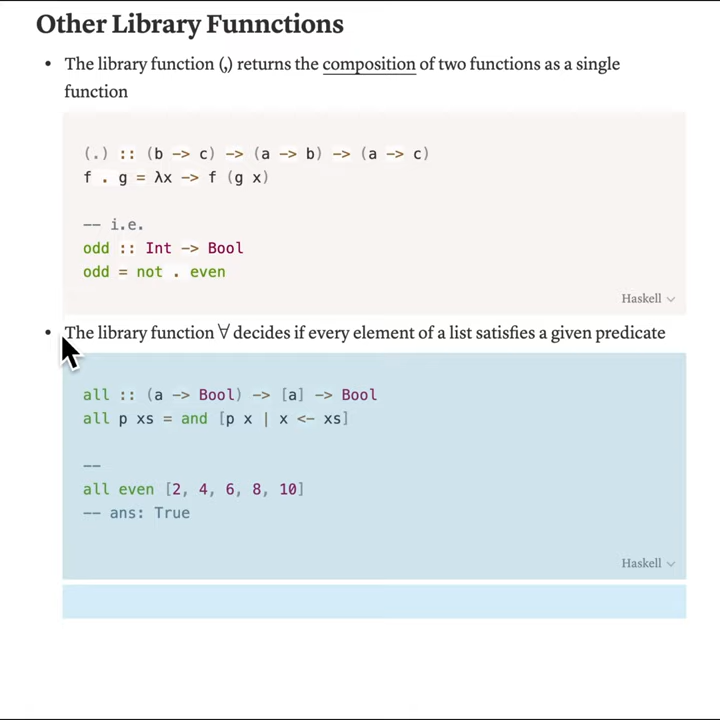 Other Library Funnctions
• The library function (,) returns the composition of two functions as a single
function
(.) :: (b -> c) -> (a -> b) -> (a -> c)
f . g = λx -> f (g x)
-- i.e.
odd :: Int -> Bool
odd = not . even
Haskell
• The library function ∀ decides if every element of a list satisfies a given predicate
all :: (a -> Bool) -> [a] -> Bool
all p xs = and [p x | x <- xs]
--
all even [2, 4, 6, 8, 10]
-- ans: True
Haskell